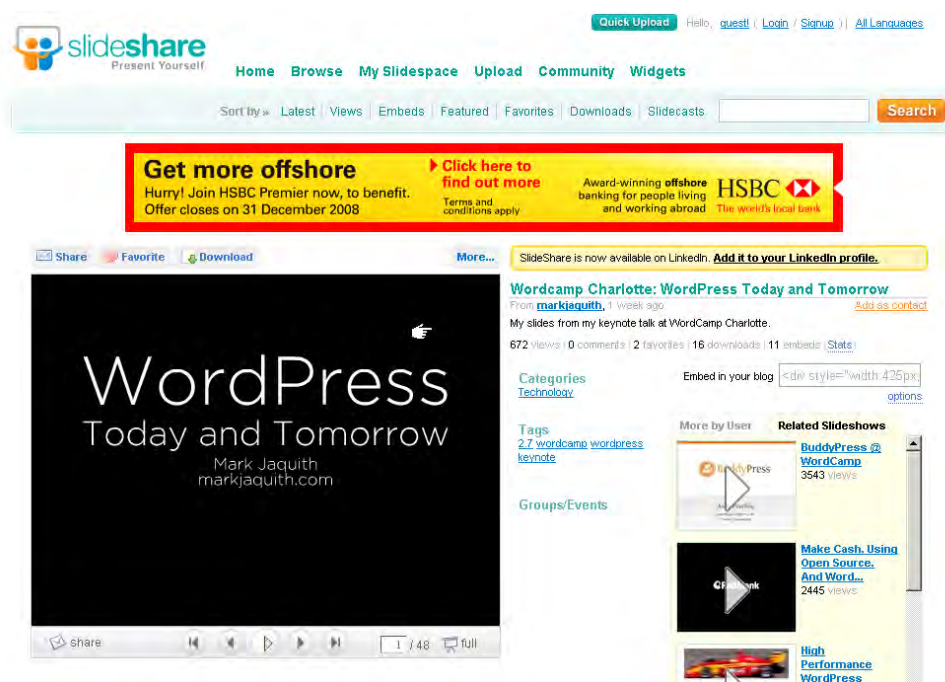 Quick Upload Hello, guest! ( Login / Signup ) | All Languages
slideshare
Present Yourself
Home Browse My Slidespace Upload Community Widgets
Sort by » Latest | Views | Embeds | Featured | Favorites | Downloads | Slidecasts
Search
Get more offshore
Hurry! Join HSBC Premier now, to benefit.
Offer closes on 31 December 2008
Click here to
find out more
Terms and
conditions apply
Award-winning offshore
banking for people living
and working abroad
HSBC
The world's local bank
Share Favorite Download More...
SlideShare is now available on LinkedIn. Add it to your LinkedIn profile.
Wordcamp Charlotte: WordPress Today and Tomorrow
From markjaquith, 1 week ago
Add as contact
My slides from my keynote talk at WordCamp Charlotte.
672 views | 0 comments | 2 favorites | 16 downloads | 11 embeds | Stats
WordPress
Today and Tomorrow
Mark Jaquith
markjaquith.com
share
1 / 48
full
Categories
Technology
Tags
2.7 wordcamp wordpress
keynote
Groups/Events
Embed in your blog <div style="width:425px;
options
More by User Related Slideshows
BuddyPress
BuddyPress @
WordCamp
3543 views
Make Cash. Using
Open Source.
And Word...
2445 views
High
Performance
WordPress